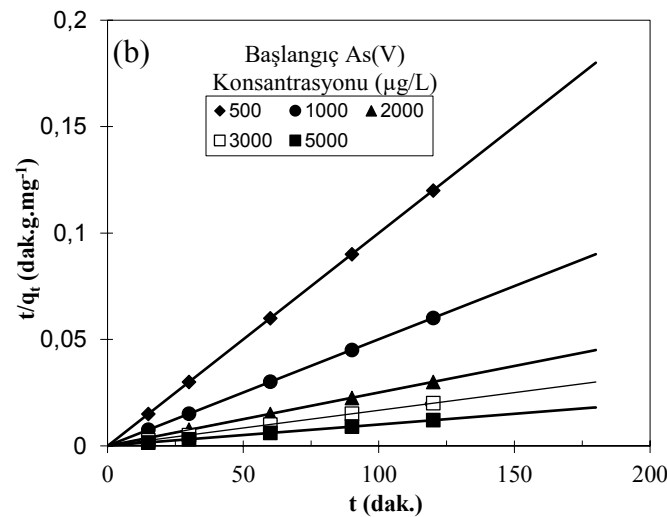 0,2
(b)
Başlangıç As(V)
Konsantrasyonu (µg/L)
500 1000 2000
3000 5000
0,15
0,1
0,05
0
t/qt (dak.g.mg-1)
0 50 100 150 200
t (dak.)